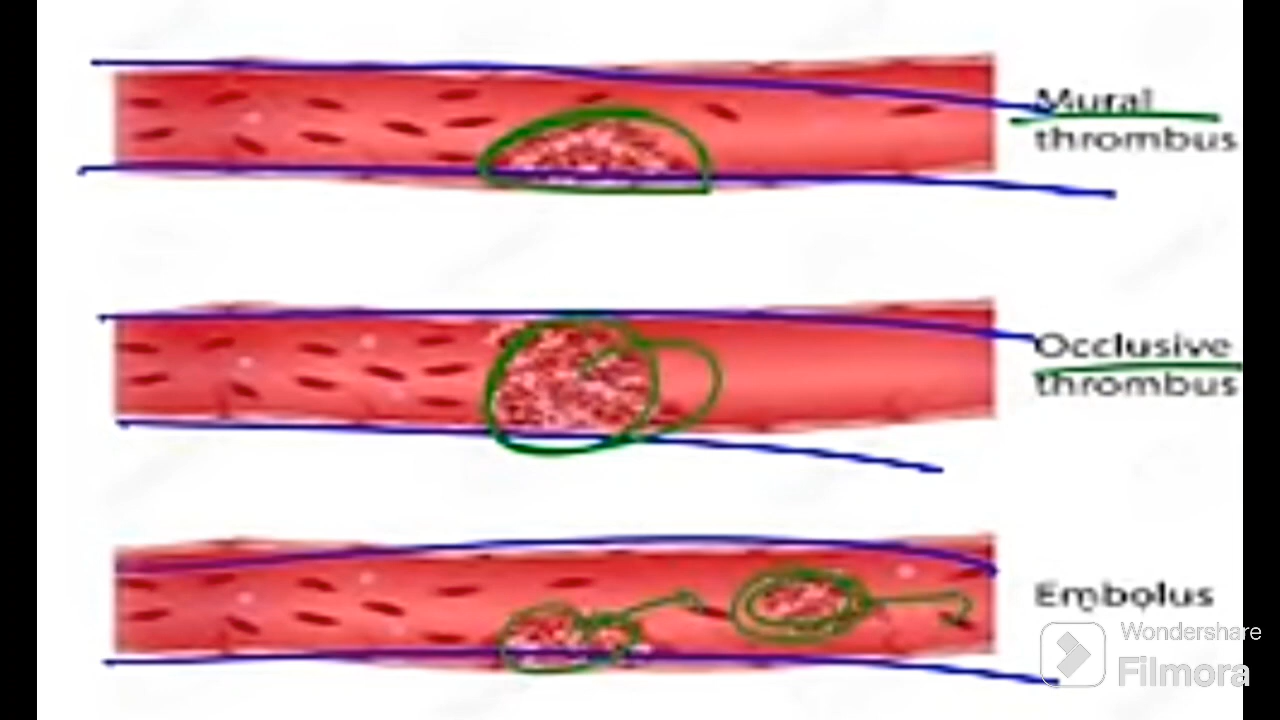 Mural
thrombus
Occlusive
thrombus
Embolus
Wondershare
Filmora